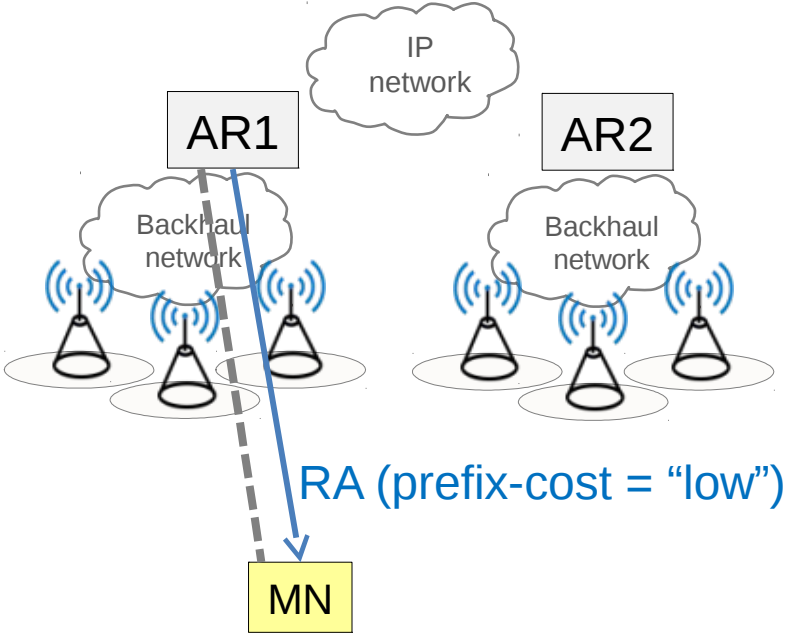 IP
network
AR1
AR2
Backhaul
network
Backhaul
network
RA (prefix-cost = “low”)
MN